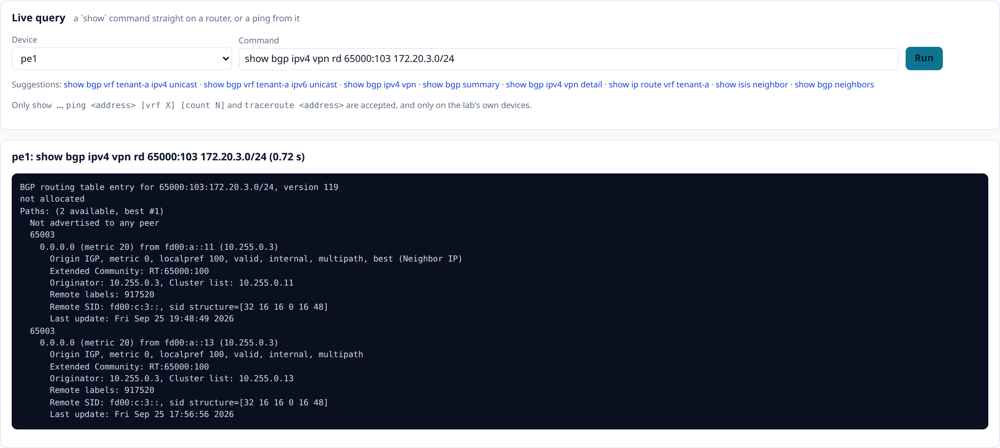 Live query a `show` command straight on a router, or a ping from it
Device
Command
pe1
show bgp ipv4 vpn rd 65000:103 172.20.3.0/24
Run
Suggestions: show bgp vrf tenant-a ipv4 unicast · show bgp vrf tenant-a ipv6 unicast · show bgp ipv4 vpn · show bgp summary · show bgp ipv4 vpn detail · show ip route vrf tenant-a · show isis neighbor · show bgp neighbors
Only show …, ping <address> [vrf X] [count N] and traceroute <address> are accepted, and only on the lab's own devices.
pe1: show bgp ipv4 vpn rd 65000:103 172.20.3.0/24 (0.72 s)
BGP routing table entry for 65000:103:172.20.3.0/24, version 119
not allocated
Paths: (2 available, best #1)
  Not advertised to any peer
  65003
    0.0.0.0 (metric 20) from fd00:a::11 (10.255.0.3)
      Origin IGP, metric 0, localpref 100, valid, internal, multipath, best (Neighbor IP)
      Extended Community: RT:65000:100
      Originator: 10.255.0.3, Cluster list: 10.255.0.11
      Remote labels: 917520
      Remote SID: fd00:c:3::, sid structure=[32 16 16 0 16 48]
      Last update: Fri Sep 25 19:48:49 2026
  65003
    0.0.0.0 (metric 20) from fd00:a::13 (10.255.0.3)
      Origin IGP, metric 0, localpref 100, valid, internal, multipath
      Extended Community: RT:65000:100
      Originator: 10.255.0.3, Cluster list: 10.255.0.13
      Remote labels: 917520
      Remote SID: fd00:c:3::, sid structure=[32 16 16 0 16 48]
      Last update: Fri Sep 25 17:56:56 2026